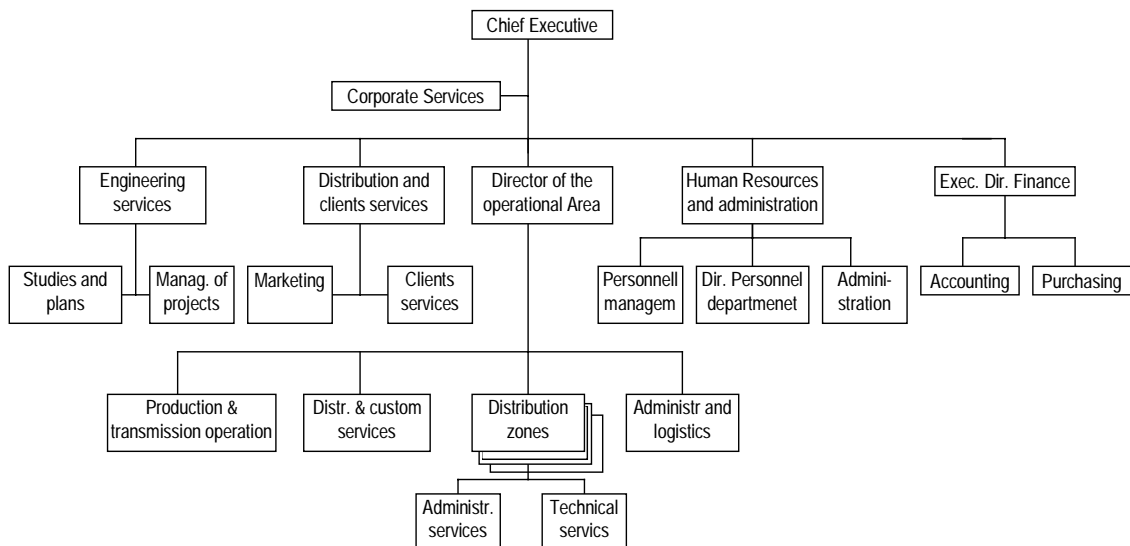 Chief Executive
Corporate Services
Engineering
services
Distribution and
clients services
Director of the
operational Area
Human Resources
and administration
Exec. Dir. Finance
Studies and
plans
Manag. of
projects
Marketing
Clients
services
Personnell
managem
Dir. Personnel
departmenet
Admini-
stration
Accounting
Purchasing
Production &
transmission operation
Distr. & custom
services
Distribution
zones
Administr and
logistics
Administr.
services
Technical
servics